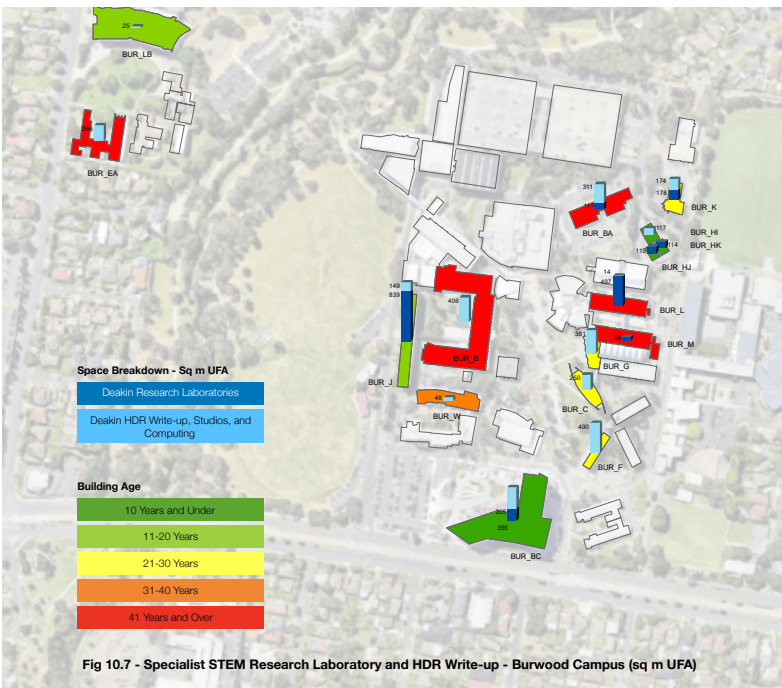 25
BUR_LB
BUR_EA
174
311
178
BUR_K
BUR_BA
117
BUR_HI
114
BUR_HK
115
BUR_HJ
14
149
497
839
406
BUR_L
381
BUR_M
BUR_B
BUR_G
Space Breakdown - Sq m UFA
250
BUR_J
Deakin Research Laboratories
48
BUR_C
BUR_W
Deakin HDR Write-up, Studios, and
Computing
490
BUR_F
Building Age
10 Years and Under
205
355
11-20 Years
BUR_BC
21-30 Years
31-40 Years
41 Years and Over
Fig 10.7 - Specialist STEM Research Laboratory and HDR Write-up - Burwood Campus (sq m UFA)